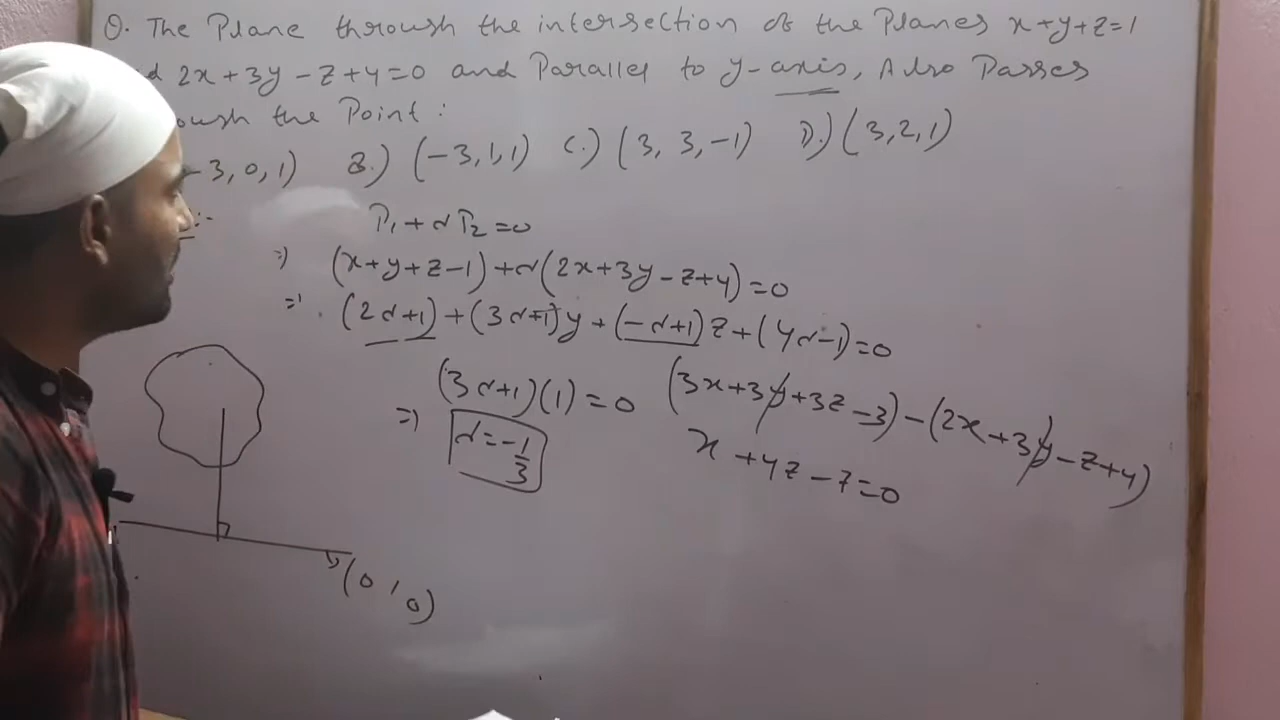 Q. The Plane through the intersection of the Planes x+y+z=1
2x+3y-z+4=0 and Parallel to y-axis, Also Passes
the Point :
-3, 0, 1) B.) (-3,1,1) C.) (3, 3,-1) D.) (3,2,1)
P₁ + αP₂ =0
⇒ (x+y+z-1)+α(2x+3y-z+4)=0
⇒ (2α+1)+(3α+1)y+(-α+1)z+(4α-1)=0
(3α+1)(1)=0
⇒ α=-1/3
(3x+3y+3z-3)-(2x+3y-z+4)
x+4z-7=0
(0 1 0)